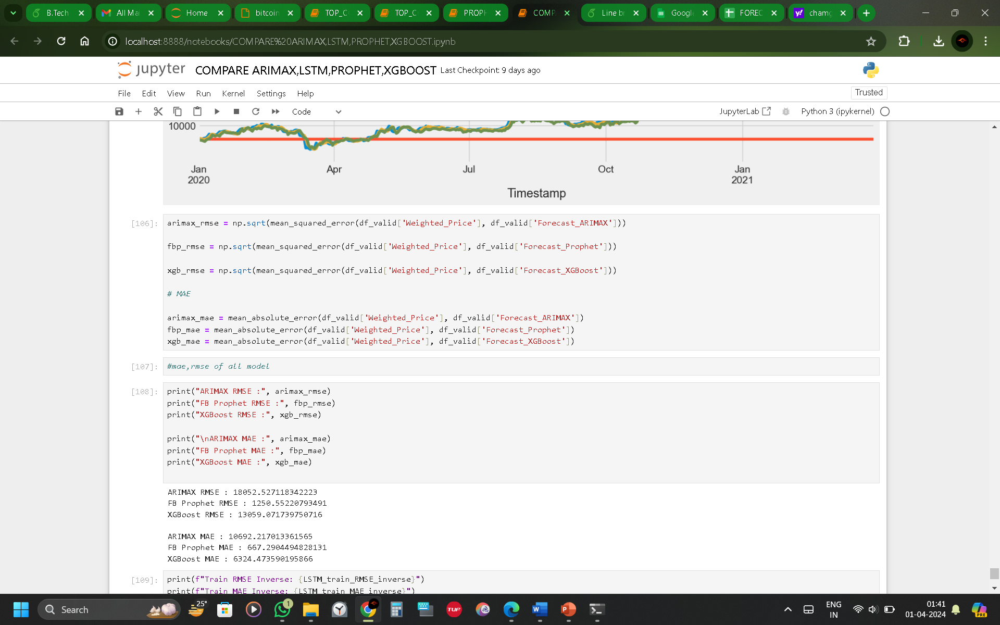 B.Tech
All Mai
Home
bitcoin
TOP_C
TOP_C
PROPH
COMP
Line br
Google
FOREC
chamg
localhost:8888/notebooks/COMPARE%20ARIMAX,LSTM,PROPHET,XGBOOST.ipynb
jupyter COMPARE ARIMAX,LSTM,PROPHET,XGBOOST Last Checkpoint: 9 days ago
File Edit View Run Kernel Settings Help
Trusted
Code
JupyterLab
Python 3 (ipykernel)
10000
Jan Apr Jul Oct Jan
2020 2021
Timestamp
[106]:
arimax_rmse = np.sqrt(mean_squared_error(df_valid['Weighted_Price'], df_valid['Forecast_ARIMAX']))
fbp_rmse = np.sqrt(mean_squared_error(df_valid['Weighted_Price'], df_valid['Forecast_Prophet']))
xgb_rmse = np.sqrt(mean_squared_error(df_valid['Weighted_Price'], df_valid['Forecast_XGBoost']))
# MAE
arimax_mae = mean_absolute_error(df_valid['Weighted_Price'], df_valid['Forecast_ARIMAX'])
fbp_mae = mean_absolute_error(df_valid['Weighted_Price'], df_valid['Forecast_Prophet'])
xgb_mae = mean_absolute_error(df_valid['Weighted_Price'], df_valid['Forecast_XGBoost'])
[107]:
#mae,rmse of all model
[108]:
print("ARIMAX RMSE :", arimax_rmse)
print("FB Prophet RMSE :", fbp_rmse)
print("XGBoost RMSE :", xgb_rmse)
print("\nARIMAX MAE :", arimax_mae)
print("FB Prophet MAE :", fbp_mae)
print("XGBoost MAE :", xgb_mae)
ARIMAX RMSE : 18052.527118342223
FB Prophet RMSE : 1250.55220793491
XGBoost RMSE : 13059.071739750716
ARIMAX MAE : 10692.217013361565
FB Prophet MAE : 667.2904494828131
XGBoost MAE : 6324.473590195866
[109]:
print(f"Train RMSE Inverse: {LSTM_train_RMSE_inverse}")
print(f"Train MAE Inverse: {LSTM_train_MAE_inverse}")
Search
25°
1
TUF
ENG
IN
01:41
01-04-2024
PRE